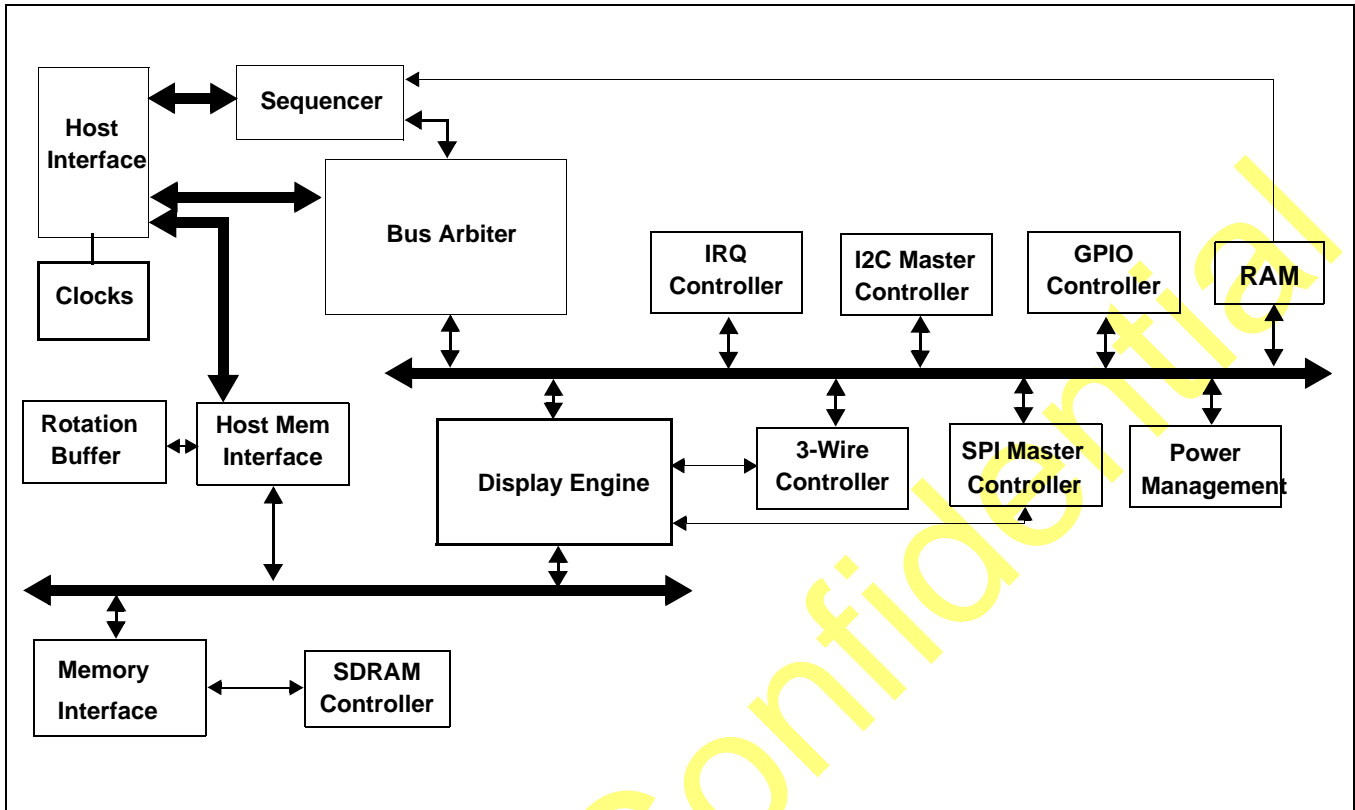 Host
Interface
Sequencer
Bus Arbiter
Clocks
IRQ
Controller
I2C Master
Controller
GPIO
Controller
RAM
Rotation
Buffer
Host Mem
Interface
Display Engine
3-Wire
Controller
SPI Master
Controller
Power
Management
Memory
Interface
SDRAM
Controller
Confidential